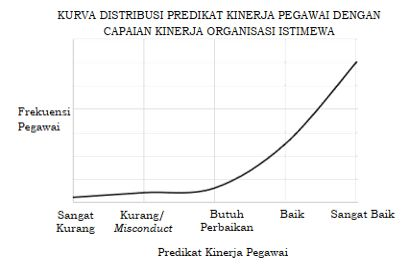 KURVA DISTRIBUSI PREDIKAT KINERJA PEGAWAI DENGAN
CAPAIAN KINERJA ORGANISASI ISTIMEWA
Frekuensi
Pegawai
Sangat
Kurang
Kurang/
Misconduct
Butuh
Perbaikan
Baik
Sangat Baik
Predikat Kinerja Pegawai